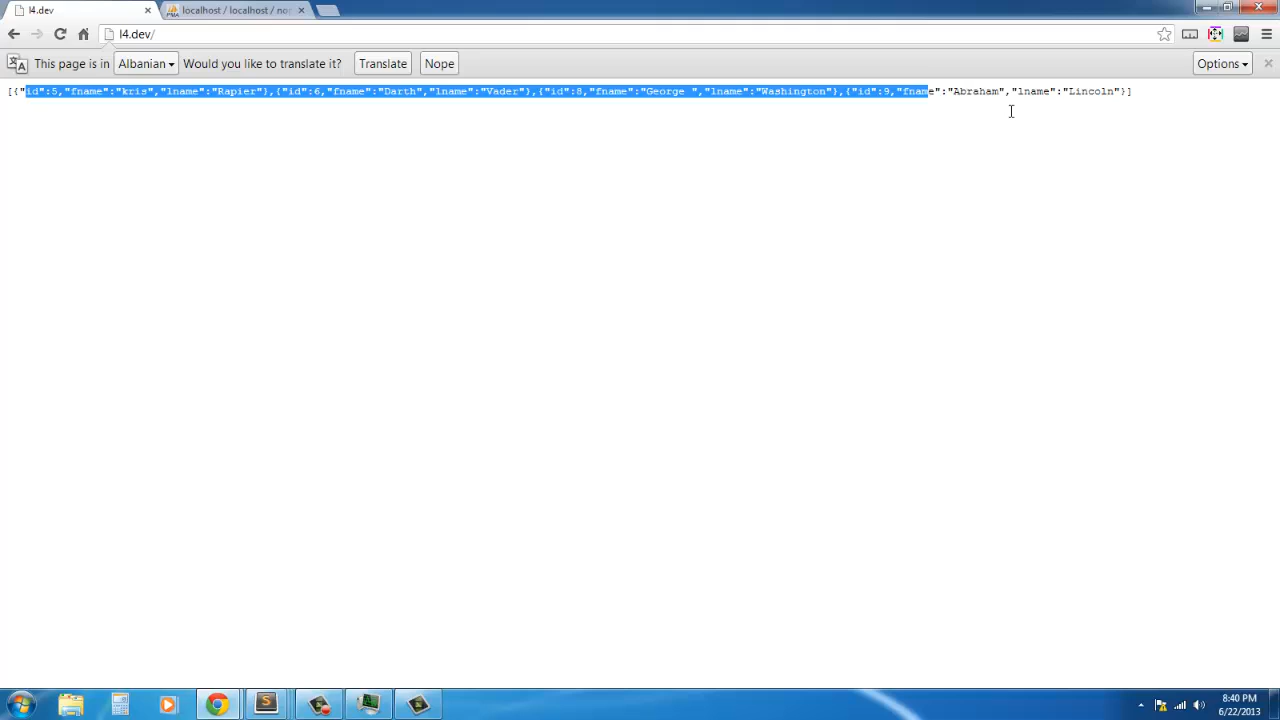 l4.dev
localhost / localhost / no
l4.dev/
This page is in Albanian Would you like to translate it? Translate Nope Options
[{"id":5,"fname":"kris","lname":"Rapier"},{"id":6,"fname":"Darth","lname":"Vader"},{"id":8,"fname":"George ","lname":"Washington"},{"id":9,"fname":"Abraham","lname":"Lincoln"}]
8:40 PM
6/22/2013